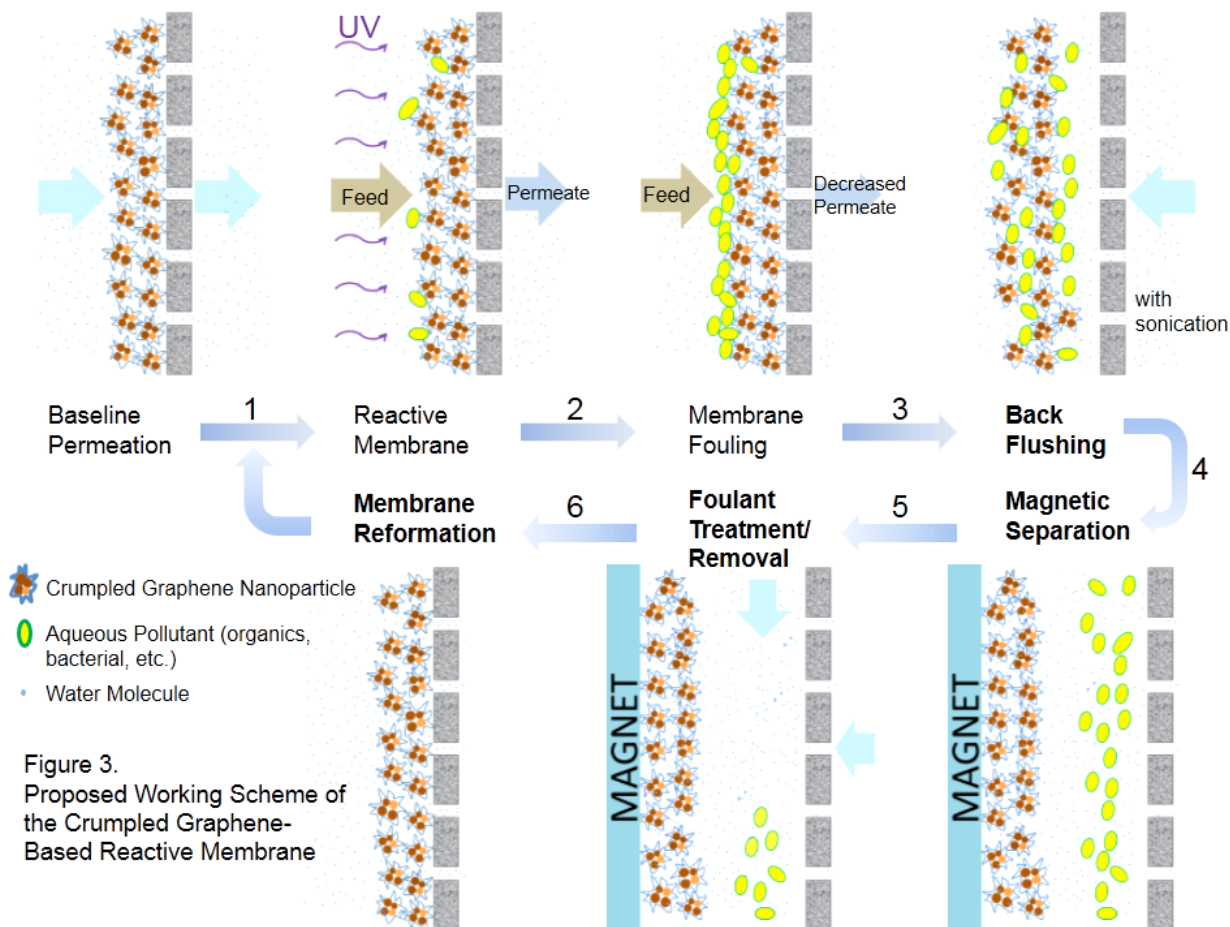 UV
Feed
Permeate
Feed
Decreased
Permeate
with
sonication
Baseline
Permeation
1
Reactive
Membrane
2
Membrane
Fouling
3
Back
Flushing
4
Magnetic
Separation
5
Foulant
Treatment/
Removal
6
Membrane
Reformation
Crumpled Graphene Nanoparticle
Aqueous Pollutant (organics,
bacterial, etc.)
Water Molecule
MAGNET
MAGNET
Figure 3.
Proposed Working Scheme of
the Crumpled Graphene-
Based Reactive Membrane